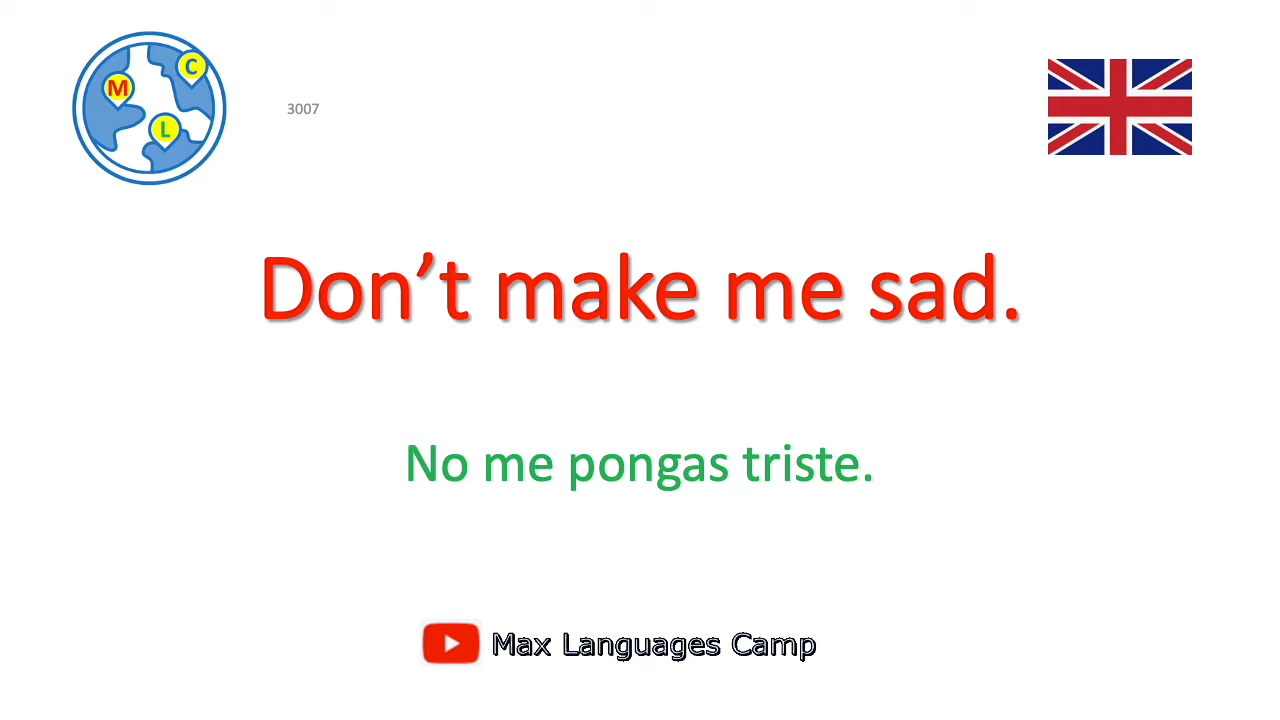 M
C
L
3007
Don’t make me sad.
No me pongas triste.
Max Languages Camp